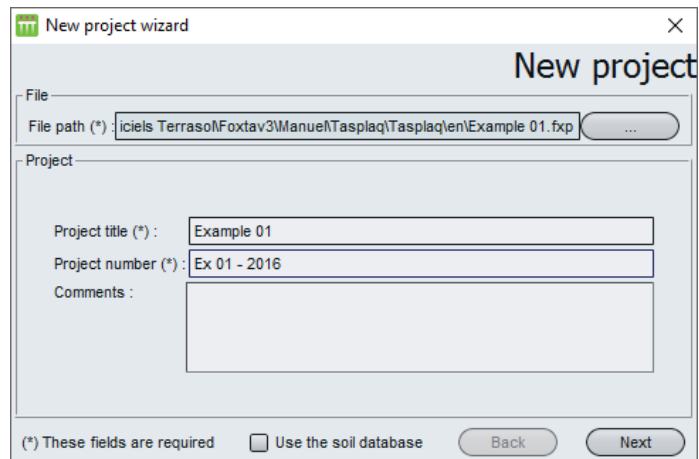 New project wizard
New project
File
File path (*) : iciels Terrasol\Foxtav3\Manuel\Tasplaq\Tasplaq\en\Example 01.fxp ...
Project
Project title (*) : Example 01
Project number (*) : Ex 01 - 2016
Comments :
(*) These fields are required Use the soil database Back Next